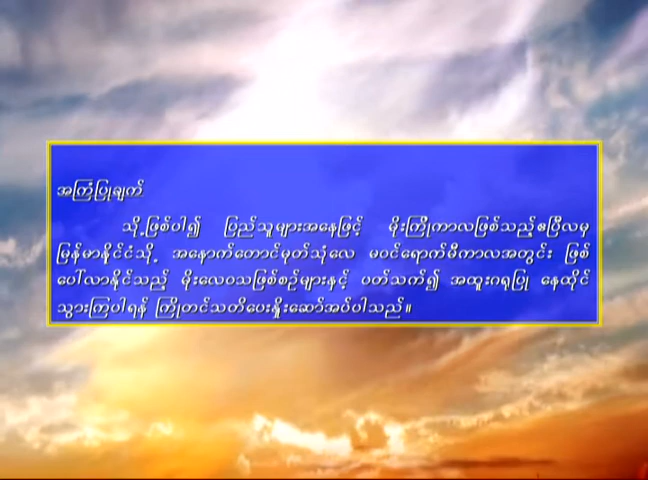 အကြံပြုချက်
သို့ဖြစ်ပါ၍ ပြည်သူများအနေဖြင့် မိုးကြိုကာလဖြစ်သည့်ဧပြီလမှ
မြန်မာနိုင်ငံသို့ အနောက်တောင်မုတ်သုံလေ မဝင်ရောက်မီကာလအတွင်း ဖြစ်
ပေါ်လာနိုင်သည့် မိုးလေဝသဖြစ်စဉ်များနှင့် ပတ်သက်၍ အထူးဂရုပြု နေထိုင်
သွားကြပါရန် ကြိုတင်သတိပေးနှိုးဆော်အပ်ပါသည်။